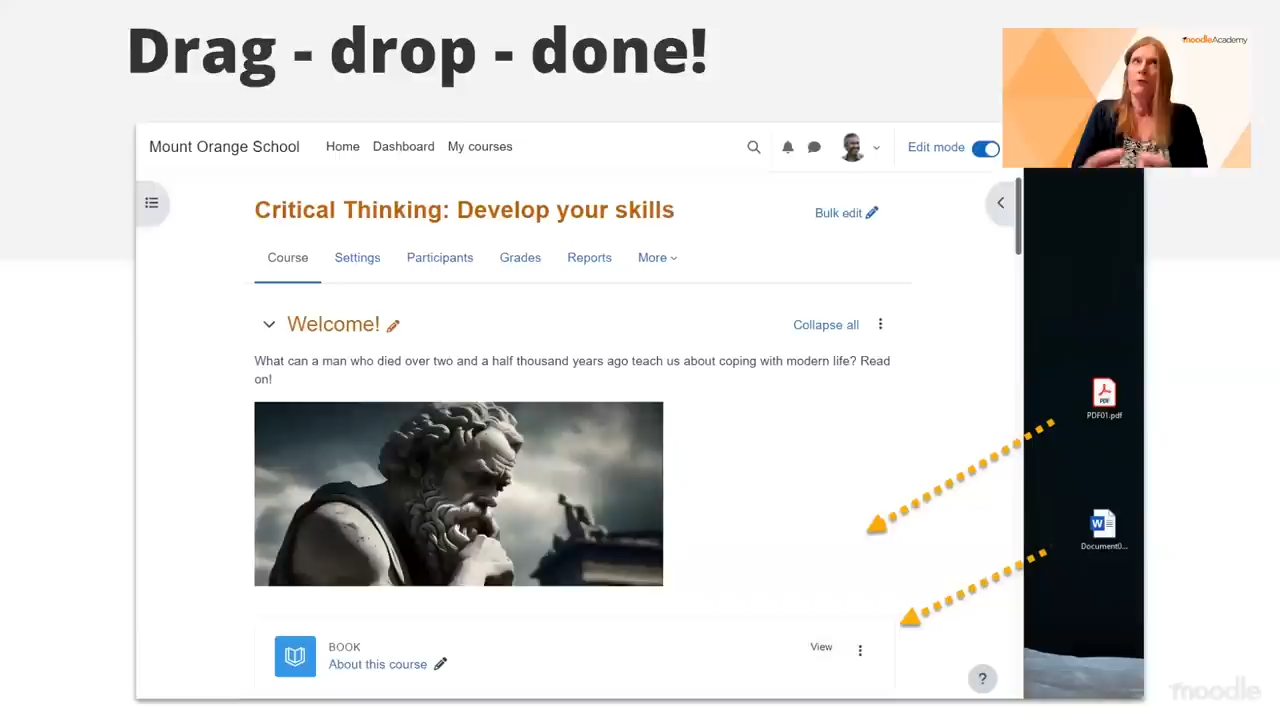 Drag - drop - done!
moodleAcademy
Mount Orange School
Home
Dashboard
My courses
Edit mode
Critical Thinking: Develop your skills
Bulk edit
Course
Settings
Participants
Grades
Reports
More
Welcome!
Collapse all
What can a man who died over two and a half thousand years ago teach us about coping with modern life? Read
on!
PDF
PDF01.pdf
W
Document0...
BOOK
About this course
View
?
moodle